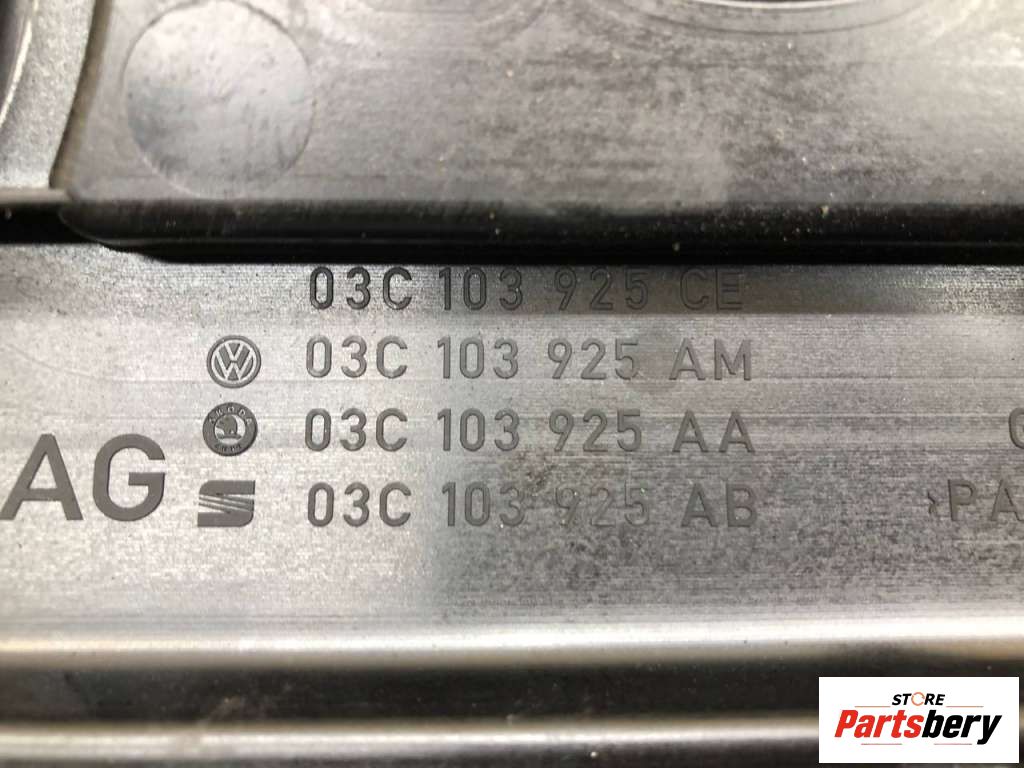 03C 103 925 CE
03C 103 925 AM
ŠKODA
03C 103 925 AA
AG
03C 103 925 AB
>PA
STORE
Partsbery